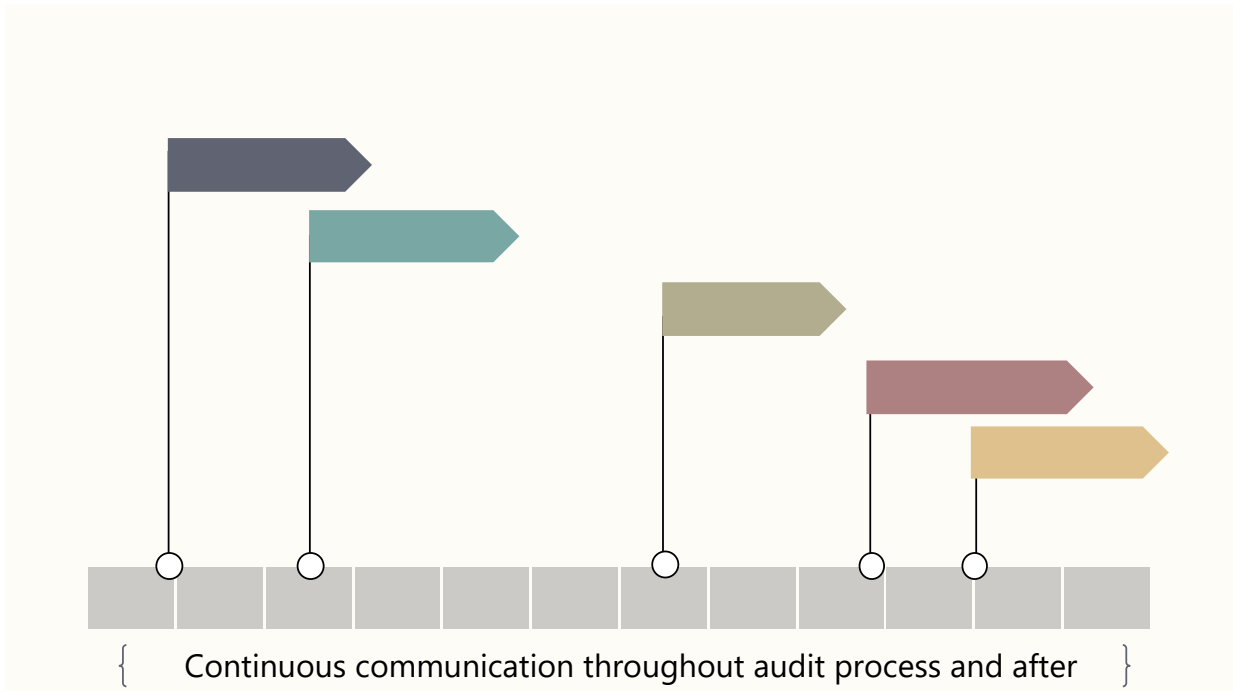 { Continuous communication throughout audit process and after }